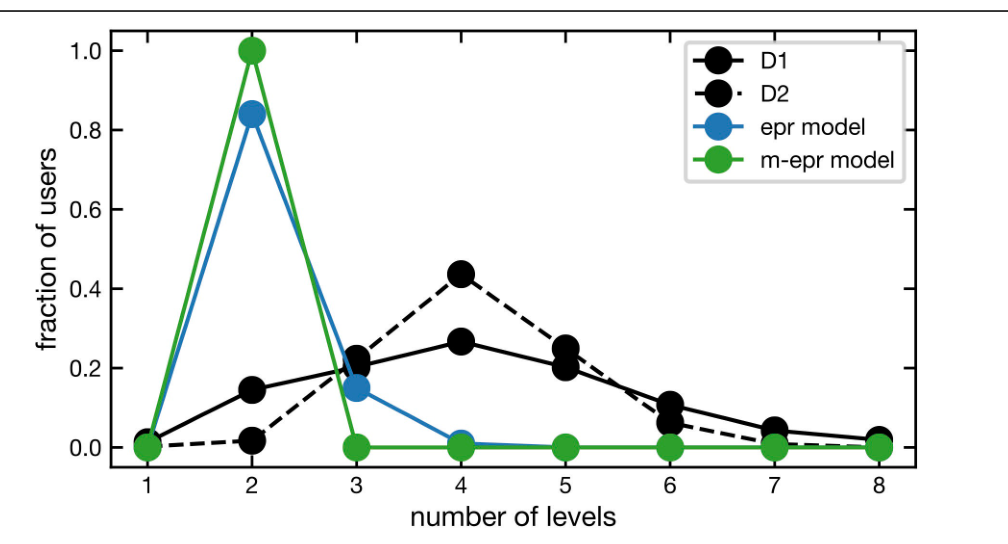 1.0
0.8
0.6
0.4
0.2
0.0
fraction of users
D1
D2
epr model
m-epr model
1 2 3 4 5 6 7 8
number of levels